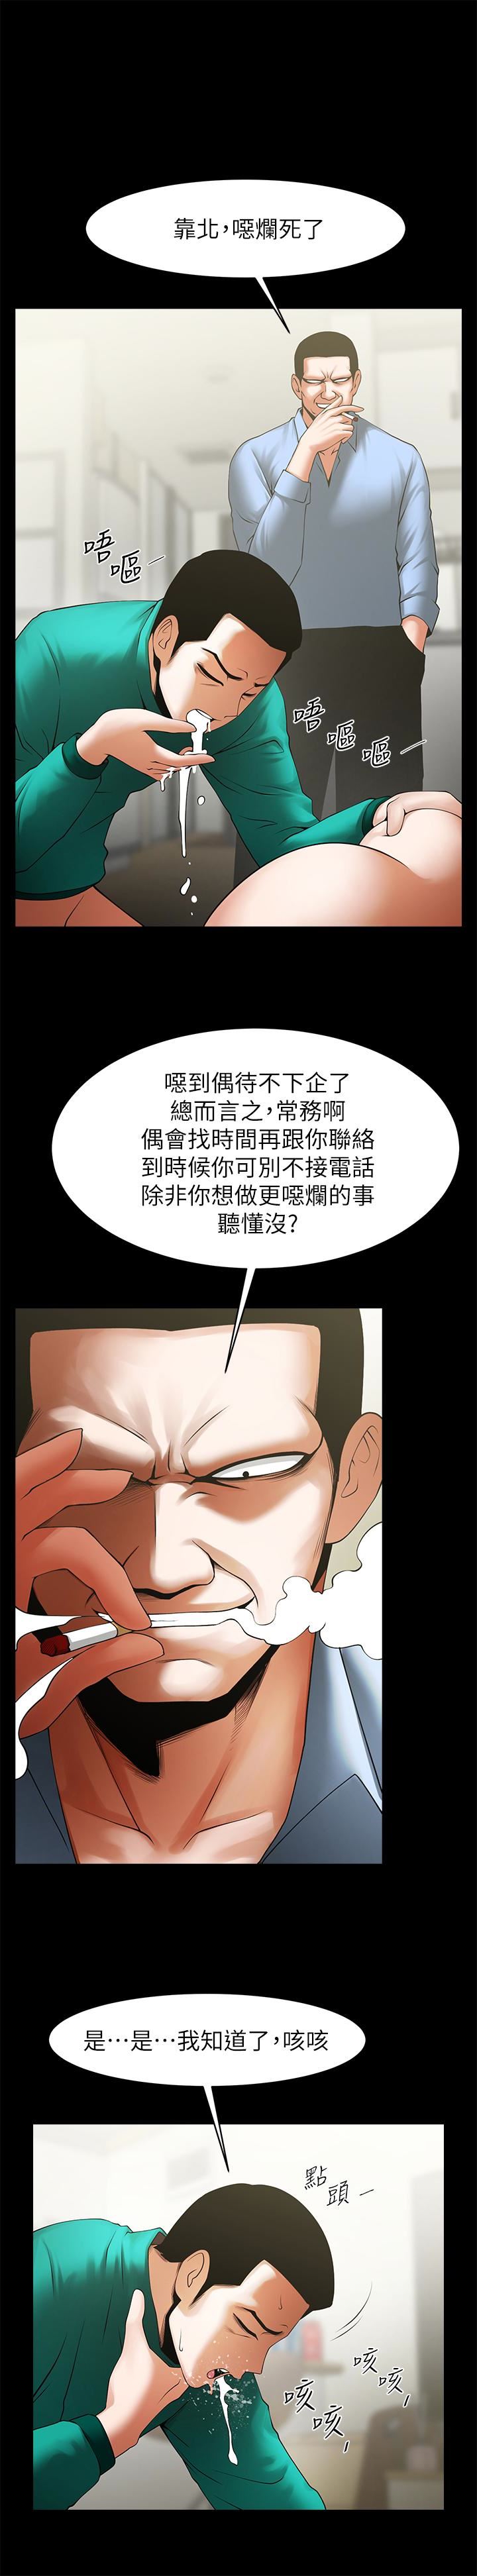 靠北，噁爛死了
唔嘔–
唔嘔嘔—
噁到偶待不下企了
總而言之，常務啊
偶會找時間再跟你聯絡
到時候你可別不接電話
除非你想做更噁爛的事
聽懂沒?
是…是…我知道了，咳咳
點頭–
咳咳，
咳咳，